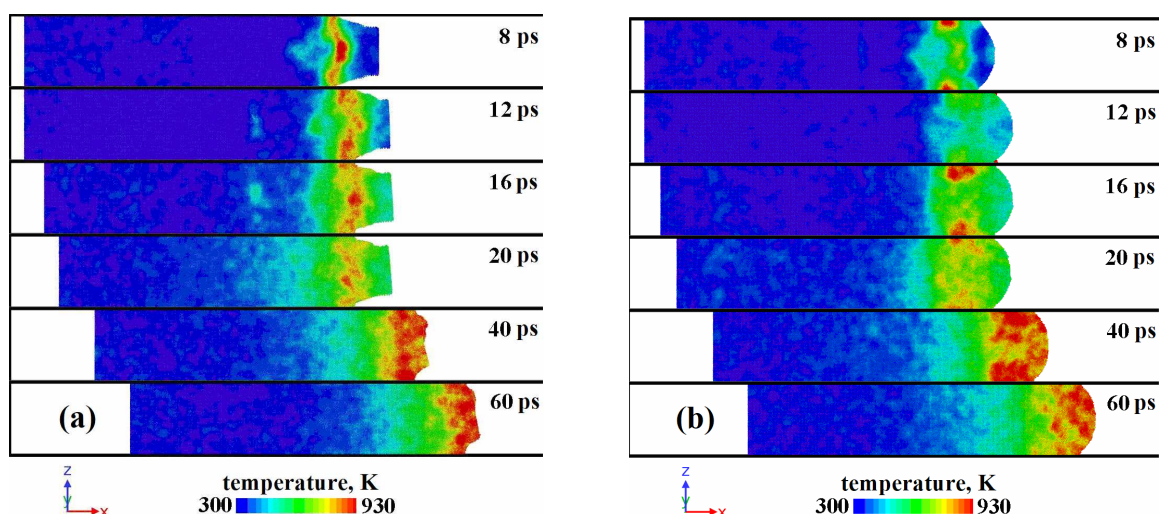 8 ps
12 ps
16 ps
20 ps
40 ps
(a)
60 ps
z
y
x
temperature, K
300 930
8 ps
12 ps
16 ps
20 ps
40 ps
(b)
60 ps
z
y
x
temperature, K
300 930